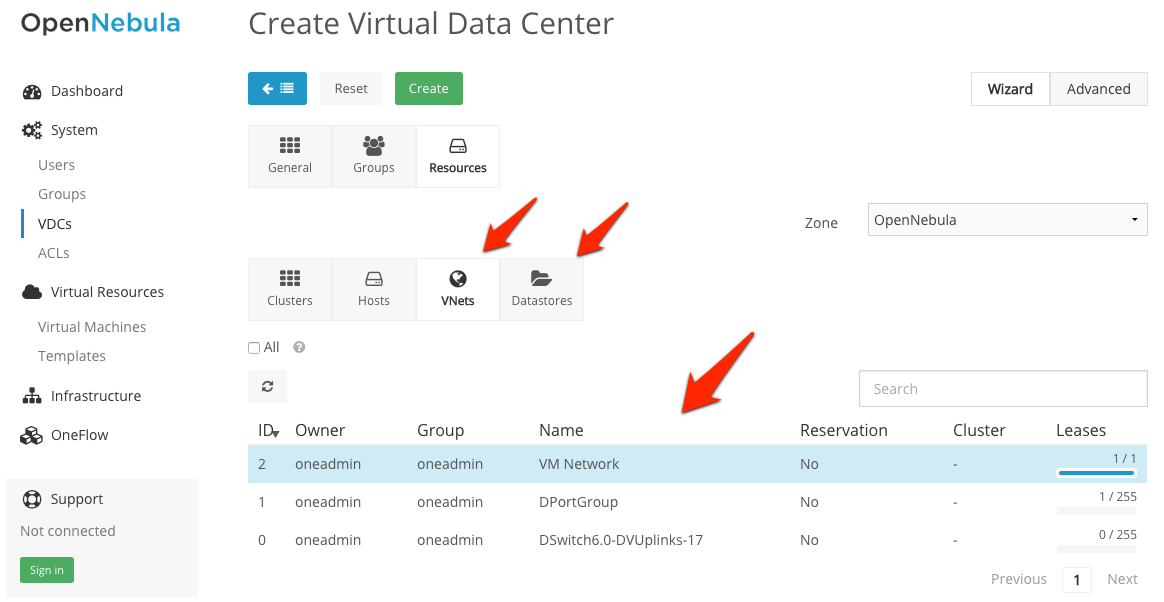 OpenNebula
Create Virtual Data Center
Dashboard
System
Users
Groups
VDCs
ACLs
Virtual Resources
Virtual Machines
Templates
Infrastructure
OneFlow
Support
Not connected
Sign in
Reset
Create
Wizard
Advanced
General
Groups
Resources
Zone
OpenNebula
Clusters
Hosts
VNets
Datastores
All ?
Search
ID Owner Group Name Reservation Cluster Leases
2 oneadmin oneadmin VM Network No - 1 / 1
1 oneadmin oneadmin DPortGroup No - 1 / 255
0 oneadmin oneadmin DSwitch6.0-DVUplinks-17 No - 0 / 255
Previous 1 Next